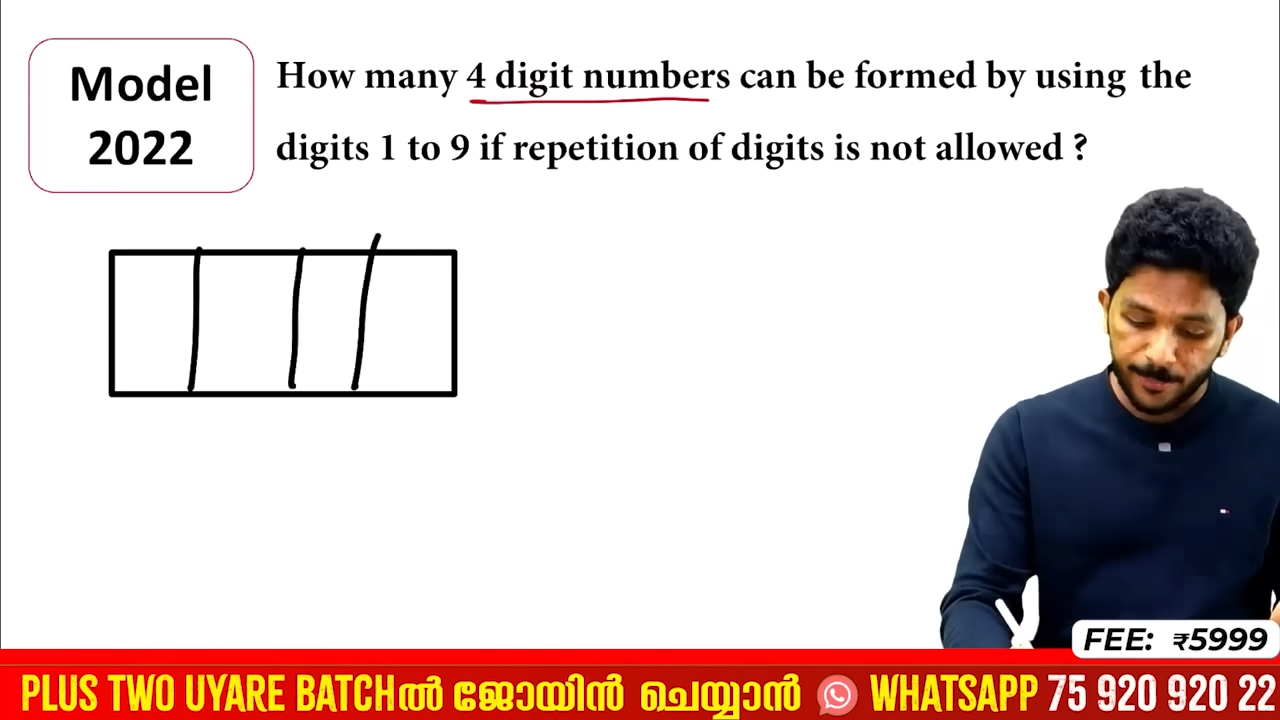 Model
2022
How many 4 digit numbers can be formed by using the
digits 1 to 9 if repetition of digits is not allowed ?
FEE: ₹5999
PLUS TWO UYARE BATCHൽ ജോയിൻ ചെയ്യാൻ WHATSAPP 75 920 920 22